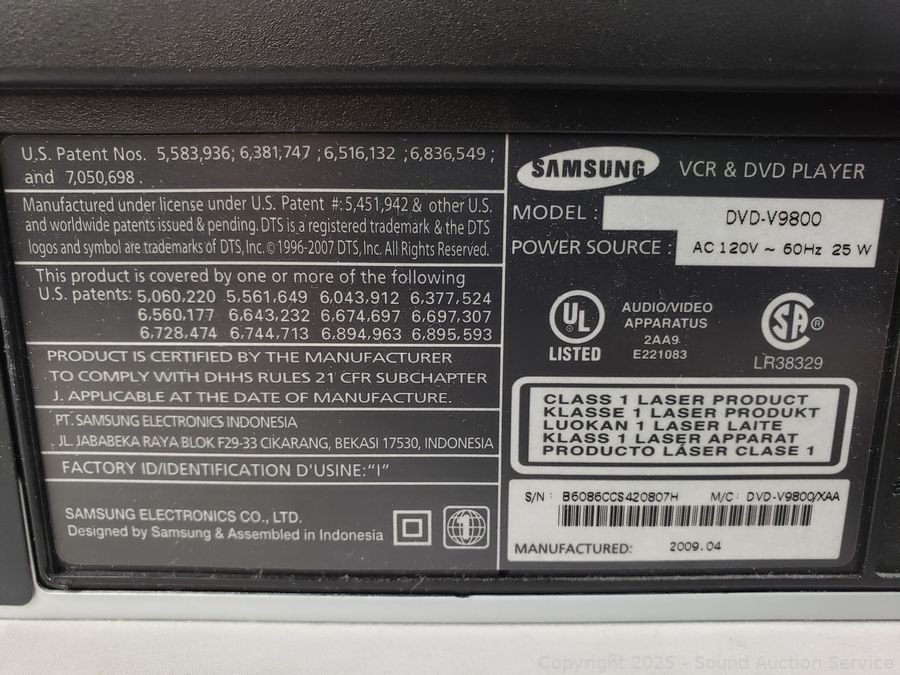 U.S. Patent Nos. 5,583,936; 6,381,747 ; 6,516,132 ; 6,836,549 ;
and 7,050,698 .
Manufactured under license under U.S. Patent #: 5,451,942 & other U.S.
and worldwide patents issued & pending. DTS is a registered trademark & the DTS
logos and symbol are trademarks of DTS, Inc. © 1996-2007 DTS, Inc. All Rights Reserved.
This product is covered by one or more of the following
U.S. patents: 5,060,220 5,561,649 6,043,912 6,377,524
6,560,177 6,643,232 6,674,697 6,697,307
6,728,474 6,744,713 6,894,963 6,895,593
PRODUCT IS CERTIFIED BY THE MANUFACTURER
TO COMPLY WITH DHHS RULES 21 CFR SUBCHAPTER
J. APPLICABLE AT THE DATE OF MANUFACTURE.
PT. SAMSUNG ELECTRONICS INDONESIA
JL. JABABEKA RAYA BLOK F29-33 CIKARANG, BEKASI 17530, INDONESIA
FACTORY ID/IDENTIFICATION D'USINE:"I"
SAMSUNG ELECTRONICS CO., LTD.
Designed by Samsung & Assembled in Indonesia
1
SAMSUNG VCR & DVD PLAYER
MODEL : DVD-V9800
POWER SOURCE : AC 120V ~ 60Hz 25 W
UL
LISTED
AUDIO/VIDEO
APPARATUS
2AA9
E221083
SA ®
LR38329
CLASS 1 LASER PRODUCT
KLASSE 1 LASER PRODUKT
LUOKAN 1 LASER LAITE
KLASS 1 LASER APPARAT
PRODUCTO LÁSER CLASE 1
S/N : B6086CCS420807H M/C : DVD-V9800/XAA
MANUFACTURED: 2009.04
Copyright 2025 - Sound Auction Service